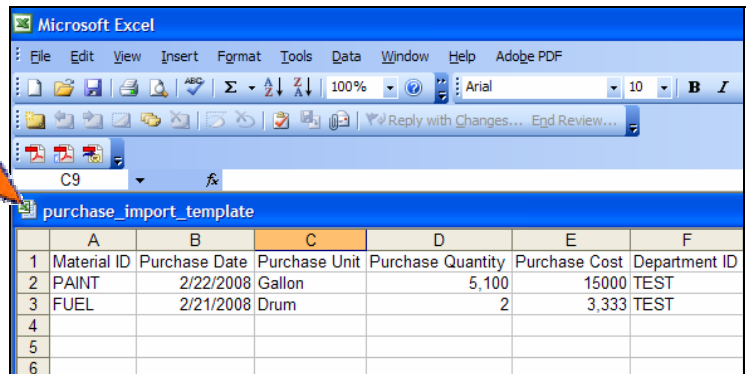 Microsoft Excel
File Edit View Insert Format Tools Data Window Help Adobe PDF
ABC Σ A Z Z A 100% Arial 10 B I
Reply with Changes... End Review...
C9 fx
purchase_import_template
A B C D E F
1 Material ID Purchase Date Purchase Unit Purchase Quantity Purchase Cost Department ID
2 PAINT 2/22/2008 Gallon 5,100 15000 TEST
3 FUEL 2/21/2008 Drum 2 3,333 TEST
4
5
6